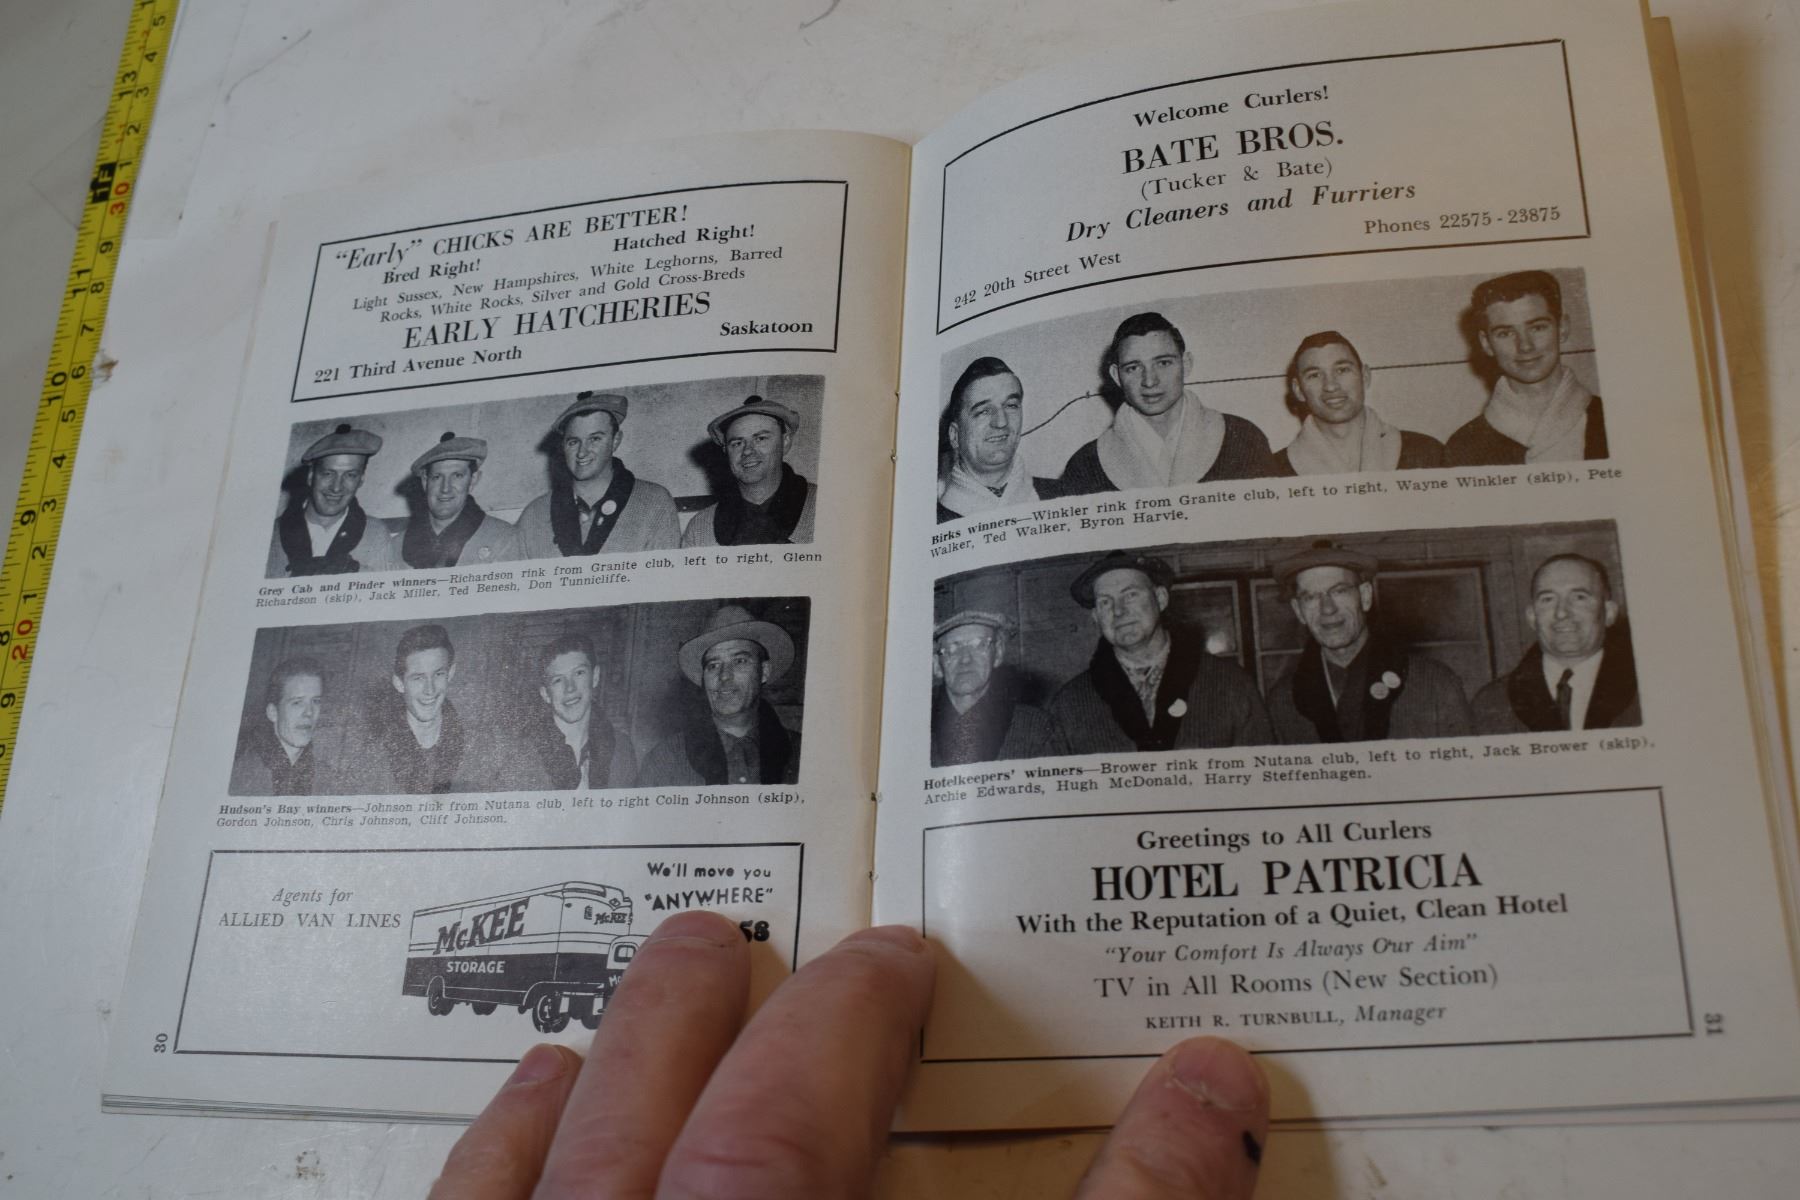 "Early" CHICKS ARE BETTER!
Bred Right! Hatched Right!
Light Sussex, New Hampshires, White Leghorns, Barred
Rocks, White Rocks, Silver and Gold Cross-Breds
EARLY HATCHERIES
221 Third Avenue North Saskatoon
Grey Cab and Pinder winners—Richardson rink from Granite club, left to right, Glenn
Richardson (skip), Jack Miller, Ted Benesh, Don Tunnicliffe.
Hudson's Bay winners—Johnson rink from Nutana club, left to right Colin Johnson (skip),
Gordon Johnson, Chris Johnson, Cliff Johnson.
Agents for
ALLIED VAN LINES
McKEE
STORAGE
McKEE
We'll move you
"ANYWHERE"
58
30
Welcome Curlers!
BATE BROS.
(Tucker & Bate)
Dry Cleaners and Furriers
Phones 22575 - 23875
242 20th Street West
Birks winners—Winkler rink from Granite club, left to right, Wayne Winkler (skip), Pete
Walker, Ted Walker, Byron Harvie.
Hotelkeepers' winners—Brower rink from Nutana club, left to right, Jack Brower (skip),
Archie Edwards, Hugh McDonald, Harry Steffenhagen.
Greetings to All Curlers
HOTEL PATRICIA
With the Reputation of a Quiet, Clean Hotel
"Your Comfort Is Always Our Aim"
TV in All Rooms (New Section)
KEITH R. TURNBULL, Manager
31